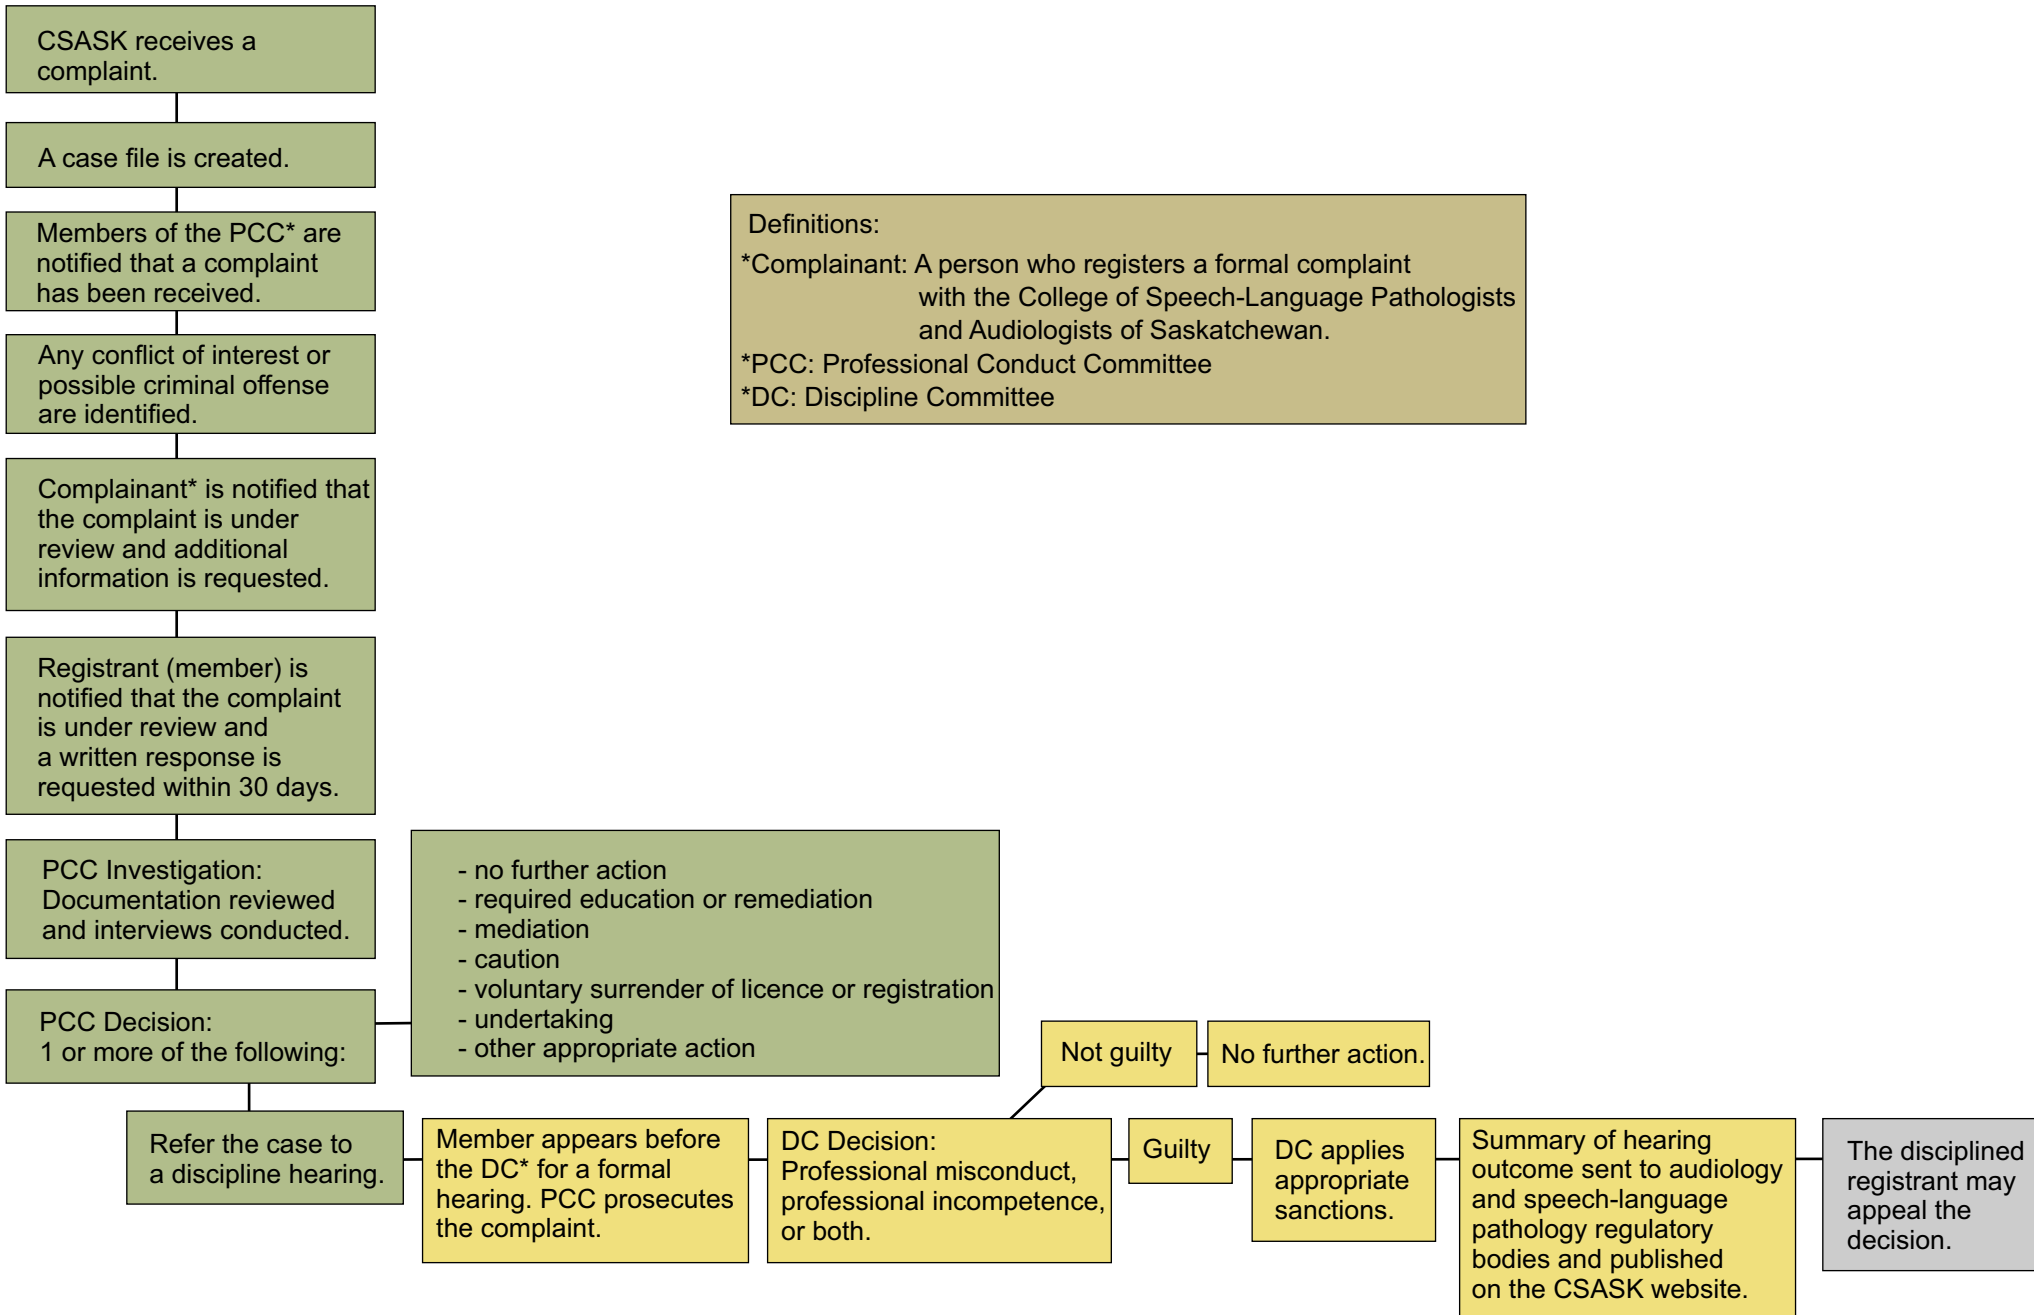 CSASK receives a
complaint.
A case file is created.
Members of the PCC* are
notified that a complaint
has been received.
Any conflict of interest or
possible criminal offense
are identified.
Complainant* is notified that
the complaint is under
review and additional
information is requested.
Registrant (member) is
notified that the complaint
is under review and
a written response is
requested within 30 days.
PCC Investigation:
Documentation reviewed
and interviews conducted.
PCC Decision:
1 or more of the following:
- no further action
- required education or remediation
- mediation
- caution
- voluntary surrender of licence or registration
- undertaking
- other appropriate action
Refer the case to
a discipline hearing.
Member appears before
the DC* for a formal
hearing. PCC prosecutes
the complaint.
DC Decision:
Professional misconduct,
professional incompetence,
or both.
Not guilty
No further action.
Guilty
DC applies
appropriate
sanctions.
Summary of hearing
outcome sent to audiology
and speech-language
pathology regulatory
bodies and published
on the CSASK website.
The disciplined
registrant may
appeal the
decision.
Definitions:
*Complainant: A person who registers a formal complaint
with the College of Speech-Language Pathologists
and Audiologists of Saskatchewan.
*PCC: Professional Conduct Committee
*DC: Discipline Committee